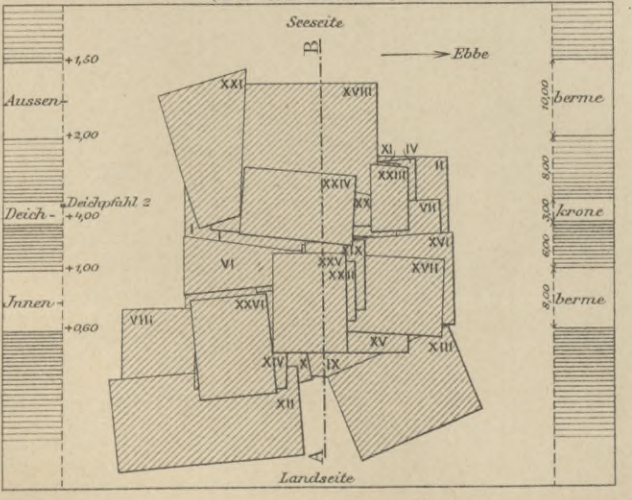 Seeseite
B
Ebbe
+1,50
XXI
XVIII
Aussen-
10,00
berme
+2,00
XI
IV
II
8,00
XXIII
XXIV
Deichpfahl 2
XX
VII
Deich-
+4,00
3,00
krone
I
XVI
XIX
6,00
VI
XXV
XVII
XXII
+1,00
Jnnen-
XXVI
8,00
berme
VIII
+0,60
XV
XIII
XIV
X
IX
XII
A
Landseite